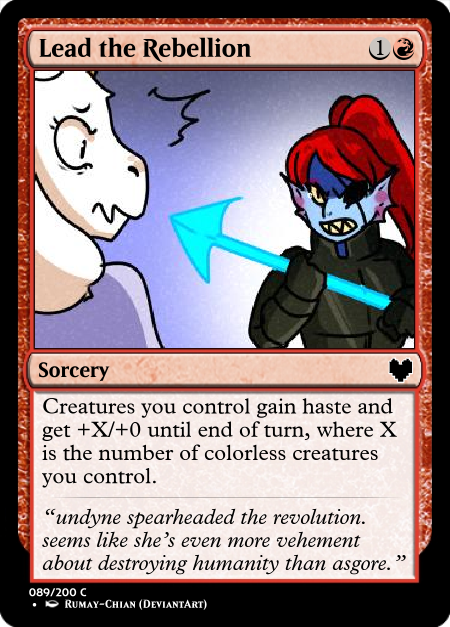 Lead the Rebellion 1
Sorcery
Creatures you control gain haste and
get +X/+0 until end of turn, where X
is the number of colorless creatures
you control.
“undyne spearheaded the revolution.
seems like she’s even more vehement
about destroying humanity than asgore.”
089/200 C
• Rumay-Chian (DeviantArt)